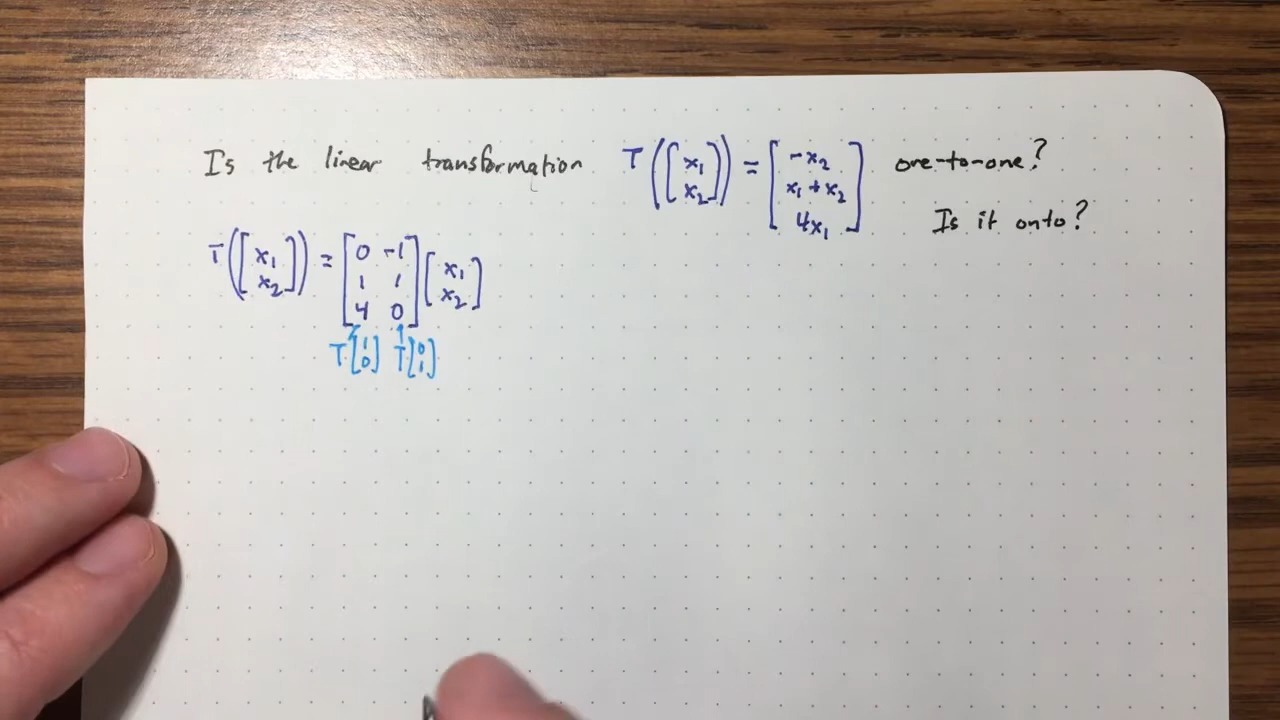 Is the linear transformation T([x₁ x₂]) = [-x₂ x₁ + x₂ 4x₁] one-to-one?
Is it onto?
T([x₁ x₂]) = [0 -1 1 1 4 0] [x₁ x₂]
T[1 0] T[0 1]